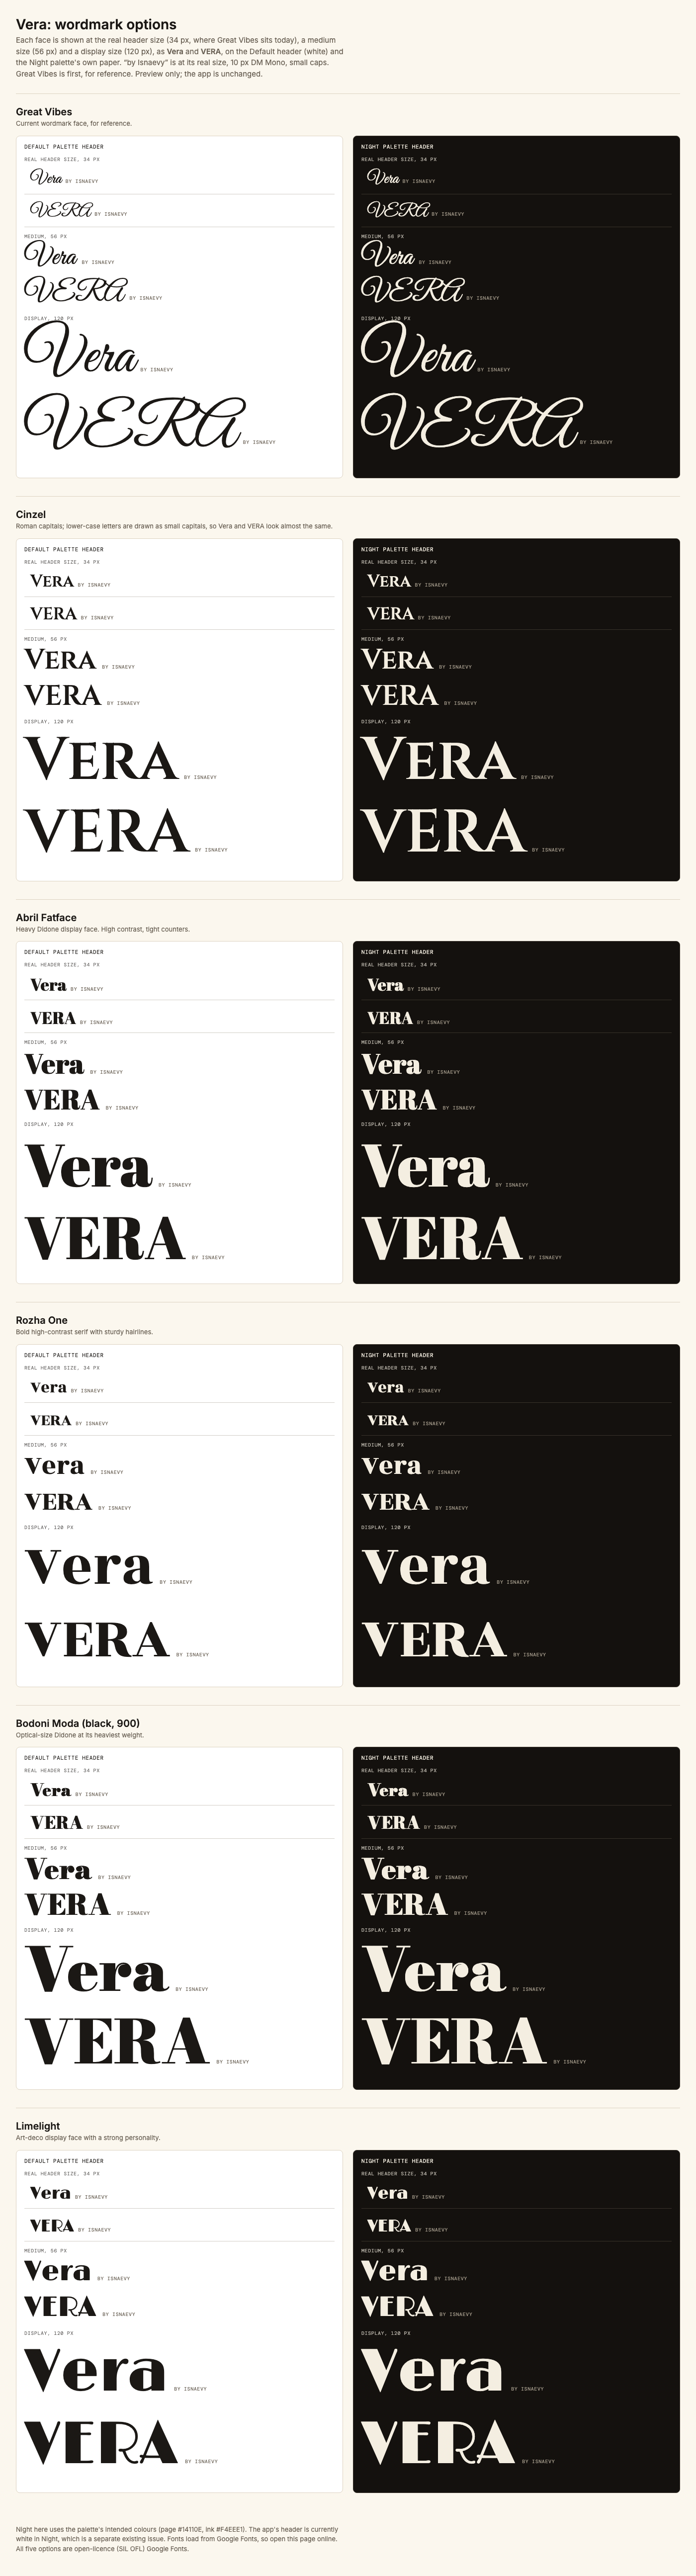 Vera: wordmark options
Each face is shown at the real header size (34 px, where Great Vibes sits today), a medium
size (56 px) and a display size (120 px), as Vera and VERA, on the Default header (white) and
the Night palette's own paper. “by Isnaevy” is at its real size, 10 px DM Mono, small caps.
Great Vibes is first, for reference. Preview only; the app is unchanged.
Great Vibes
Current wordmark face, for reference.
DEFAULT PALETTE HEADER
REAL HEADER SIZE, 34 PX
Vera BY ISNAEVY
VERA BY ISNAEVY
MEDIUM, 56 PX
Vera BY ISNAEVY
VERA BY ISNAEVY
DISPLAY, 120 PX
Vera BY ISNAEVY
VERA BY ISNAEVY
NIGHT PALETTE HEADER
REAL HEADER SIZE, 34 PX
Vera BY ISNAEVY
VERA BY ISNAEVY
MEDIUM, 56 PX
Vera BY ISNAEVY
VERA BY ISNAEVY
DISPLAY, 120 PX
Vera BY ISNAEVY
VERA BY ISNAEVY
Cinzel
Roman capitals; lower-case letters are drawn as small capitals, so Vera and VERA look almost the same.
DEFAULT PALETTE HEADER
REAL HEADER SIZE, 34 PX
Vera BY ISNAEVY
VERA BY ISNAEVY
MEDIUM, 56 PX
Vera BY ISNAEVY
VERA BY ISNAEVY
DISPLAY, 120 PX
Vera BY ISNAEVY
VERA BY ISNAEVY
NIGHT PALETTE HEADER
REAL HEADER SIZE, 34 PX
Vera BY ISNAEVY
VERA BY ISNAEVY
MEDIUM, 56 PX
Vera BY ISNAEVY
VERA BY ISNAEVY
DISPLAY, 120 PX
Vera BY ISNAEVY
VERA BY ISNAEVY
Abril Fatface
Heavy Didone display face. High contrast, tight counters.
DEFAULT PALETTE HEADER
REAL HEADER SIZE, 34 PX
Vera BY ISNAEVY
VERA BY ISNAEVY
MEDIUM, 56 PX
Vera BY ISNAEVY
VERA BY ISNAEVY
DISPLAY, 120 PX
Vera BY ISNAEVY
VERA BY ISNAEVY
NIGHT PALETTE HEADER
REAL HEADER SIZE, 34 PX
Vera BY ISNAEVY
VERA BY ISNAEVY
MEDIUM, 56 PX
Vera BY ISNAEVY
VERA BY ISNAEVY
DISPLAY, 120 PX
Vera BY ISNAEVY
VERA BY ISNAEVY
Rozha One
Bold high-contrast serif with sturdy hairlines.
DEFAULT PALETTE HEADER
REAL HEADER SIZE, 34 PX
Vera BY ISNAEVY
VERA BY ISNAEVY
MEDIUM, 56 PX
Vera BY ISNAEVY
VERA BY ISNAEVY
DISPLAY, 120 PX
Vera BY ISNAEVY
VERA BY ISNAEVY
NIGHT PALETTE HEADER
REAL HEADER SIZE, 34 PX
Vera BY ISNAEVY
VERA BY ISNAEVY
MEDIUM, 56 PX
Vera BY ISNAEVY
VERA BY ISNAEVY
DISPLAY, 120 PX
Vera BY ISNAEVY
VERA BY ISNAEVY
Bodoni Moda (black, 900)
Optical-size Didone at its heaviest weight.
DEFAULT PALETTE HEADER
REAL HEADER SIZE, 34 PX
Vera BY ISNAEVY
VERA BY ISNAEVY
MEDIUM, 56 PX
Vera BY ISNAEVY
VERA BY ISNAEVY
DISPLAY, 120 PX
Vera BY ISNAEVY
VERA BY ISNAEVY
NIGHT PALETTE HEADER
REAL HEADER SIZE, 34 PX
Vera BY ISNAEVY
VERA BY ISNAEVY
MEDIUM, 56 PX
Vera BY ISNAEVY
VERA BY ISNAEVY
DISPLAY, 120 PX
Vera BY ISNAEVY
VERA BY ISNAEVY
Limelight
Art-deco display face with a strong personality.
DEFAULT PALETTE HEADER
REAL HEADER SIZE, 34 PX
Vera BY ISNAEVY
VERA BY ISNAEVY
MEDIUM, 56 PX
Vera BY ISNAEVY
VERA BY ISNAEVY
DISPLAY, 120 PX
Vera BY ISNAEVY
VERA BY ISNAEVY
NIGHT PALETTE HEADER
REAL HEADER SIZE, 34 PX
Vera BY ISNAEVY
VERA BY ISNAEVY
MEDIUM, 56 PX
Vera BY ISNAEVY
VERA BY ISNAEVY
DISPLAY, 120 PX
Vera BY ISNAEVY
VERA BY ISNAEVY
Night here uses the palette's intended colours (page #14110E, ink #F4EEE1). The app's header is currently
white in Night, which is a separate existing issue. Fonts load from Google Fonts, so open this page online.
All five options are open-licence (SIL OFL) Google Fonts.